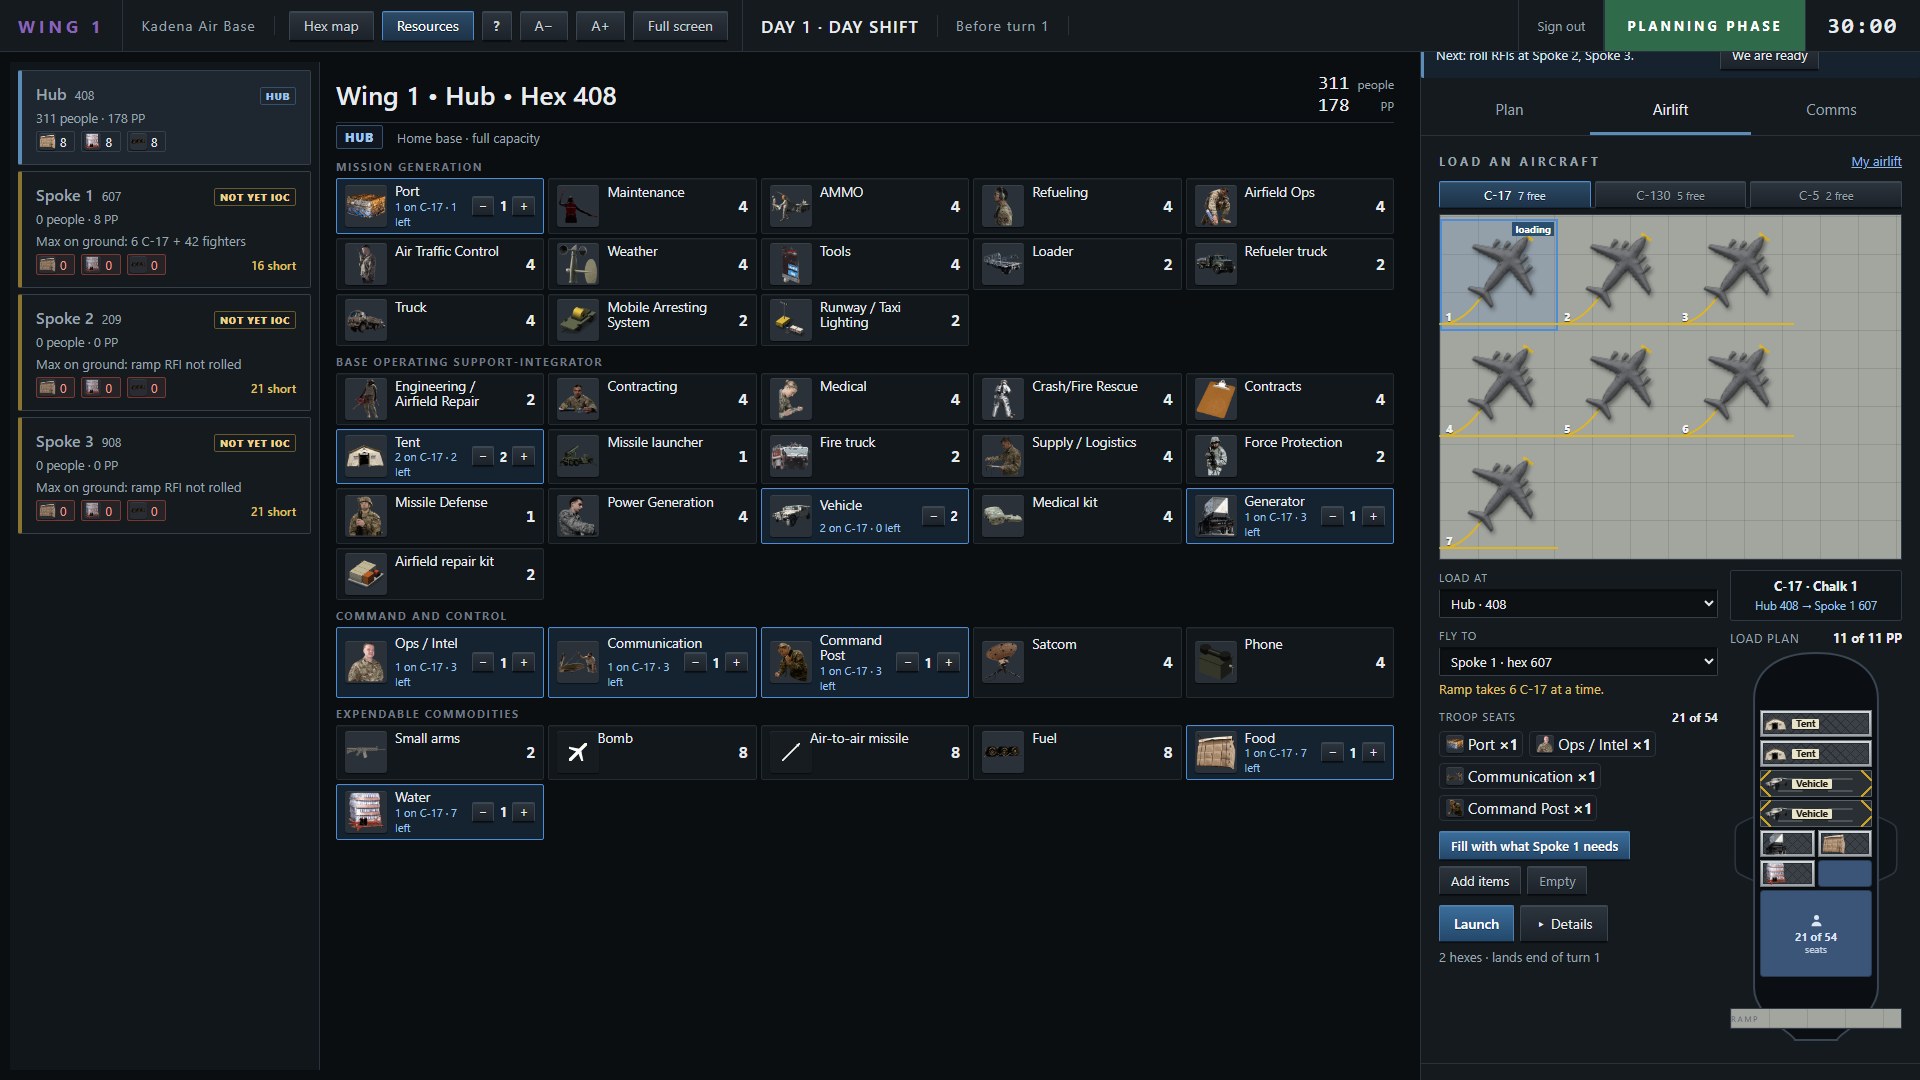 WING 1
Kadena Air Base
Hex map
Resources
?
A−
A+
Full screen
DAY 1 · DAY SHIFT
Before turn 1
Sign out
PLANNING PHASE
30:00
Hub 408
HUB
311 people · 178 PP
8
8
8
Spoke 1 607
NOT YET IOC
0 people · 8 PP
Max on ground: 6 C-17 + 42 fighters
0
0
0
16 short
Spoke 2 209
NOT YET IOC
0 people · 0 PP
Max on ground: ramp RFI not rolled
0
0
0
21 short
Spoke 3 908
NOT YET IOC
0 people · 0 PP
Max on ground: ramp RFI not rolled
0
0
0
21 short
Wing 1 • Hub • Hex 408
311 people
178 PP
HUB
Home base · full capacity
MISSION GENERATION
Port
1 on C-17 · 1
left
− 1 +
Maintenance
4
AMMO
4
Refueling
4
Airfield Ops
4
Air Traffic Control
4
Weather
4
Tools
4
Loader
2
Refueler truck
2
Truck
4
Mobile Arresting
System
2
Runway / Taxi
Lighting
2
BASE OPERATING SUPPORT-INTEGRATOR
Engineering /
Airfield Repair
2
Contracting
4
Medical
4
Crash/Fire Rescue
4
Contracts
4
Tent
2 on C-17 · 2
left
− 2 +
Missile launcher
1
Fire truck
2
Supply / Logistics
4
Force Protection
2
Missile Defense
1
Power Generation
4
Vehicle
2 on C-17 · 0 left
− 2
Medical kit
4
Generator
1 on C-17 · 3
left
− 1 +
Airfield repair kit
2
COMMAND AND CONTROL
Ops / Intel
1 on C-17 · 3
left
− 1 +
Communication
1 on C-17 · 3
left
− 1 +
Command
Post
1 on C-17 · 3
left
− 1 +
Satcom
4
Phone
4
EXPENDABLE COMMODITIES
Small arms
2
Bomb
8
Air-to-air missile
8
Fuel
8
Food
1 on C-17 · 7
left
− 1 +
Water
1 on C-17 · 7
left
− 1 +
Next: roll RFIs at Spoke 2, Spoke 3.
We are ready
Plan
Airlift
Comms
LOAD AN AIRCRAFT
My airlift
C-17 7 free
C-130 5 free
C-5 2 free
loading
1
2
3
4
5
6
7
LOAD AT
Hub · 408
FLY TO
Spoke 1 · hex 607
Ramp takes 6 C-17 at a time.
TROOP SEATS
21 of 54
Port ×1
Ops / Intel ×1
Communication ×1
Command Post ×1
Fill with what Spoke 1 needs
Add items
Empty
Launch
‣ Details
2 hexes · lands end of turn 1
C-17 · Chalk 1
Hub 408 → Spoke 1 607
LOAD PLAN
11 of 11 PP
Tent
Tent
Vehicle
Vehicle
21 of 54
seats
RAMP